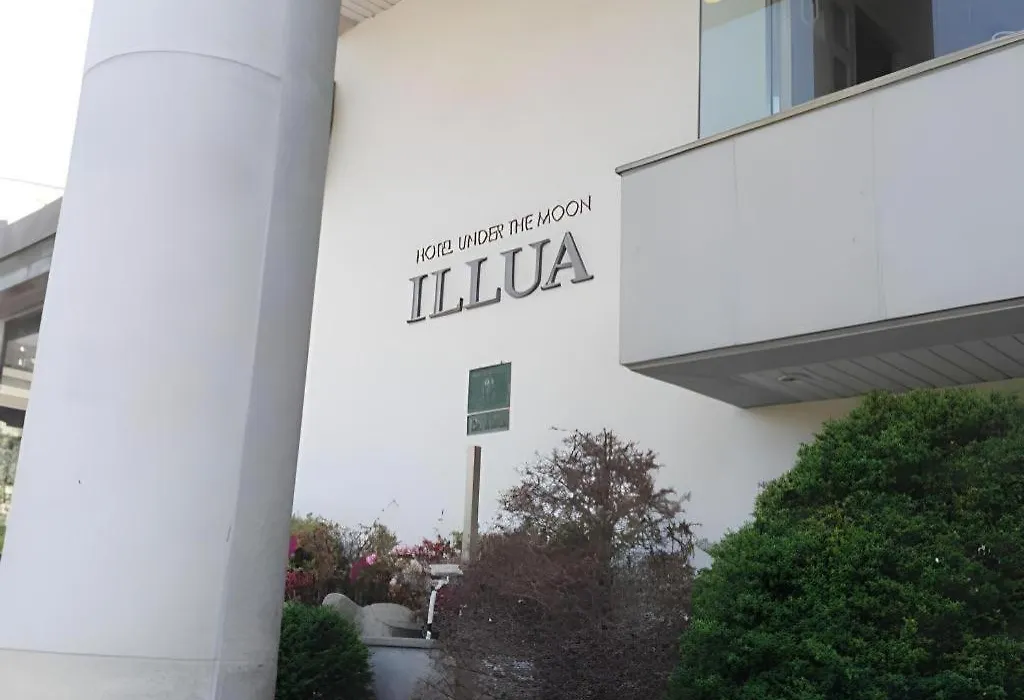 HOTEL UNDER THE MOON
ILLUA